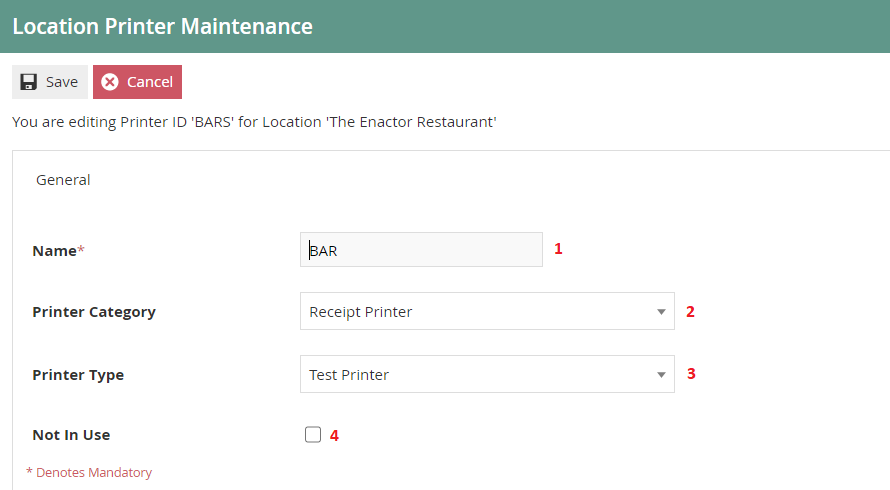 Location Printer Maintenance
Save Cancel
You are editing Printer ID 'BARS' for Location 'The Enactor Restaurant'
General
Name* BAR 1
Printer Category Receipt Printer 2
Printer Type Test Printer 3
Not In Use 4
* Denotes Mandatory